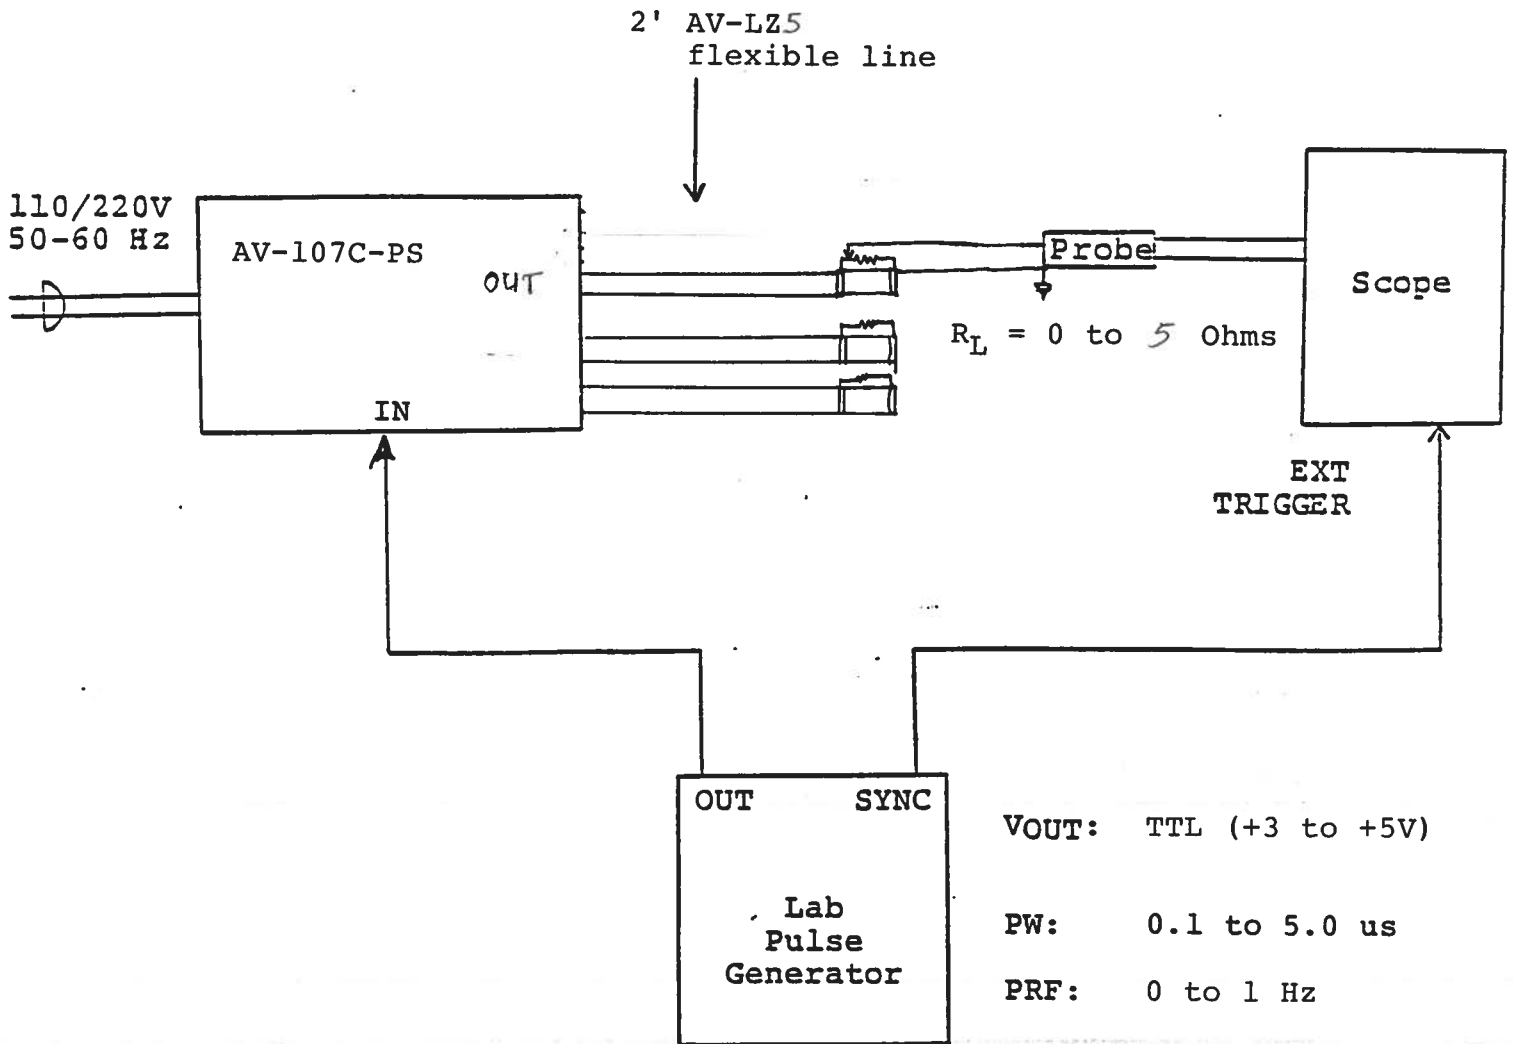 2' AV-LZ5
flexible line
110/220V
50-60 Hz
AV-107C-PS
OUT
IN
Probe
Scope
RL = 0 to 5 Ohms
EXT
TRIGGER
OUT SYNC
Lab
Pulse
Generator
VOUT: TTL (+3 to +5V)
PW: 0.1 to 5.0 us
PRF: 0 to 1 Hz